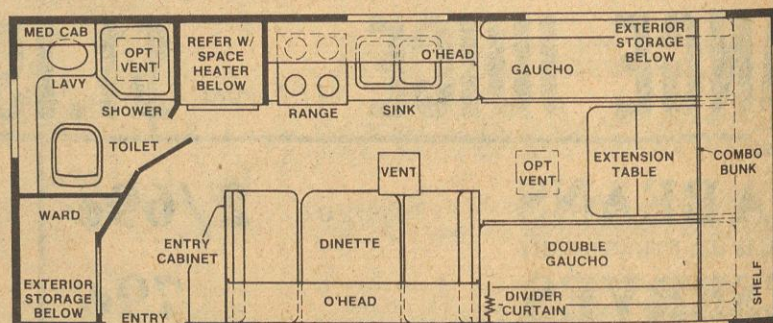 MED CAB
OPT
VENT
LAVY
SHOWER
TOILET
REFER W/
SPACE
HEATER
BELOW
RANGE
SINK
O'HEAD
GAUCHO
EXTERIOR
STORAGE
BELOW
VENT
OPT
VENT
EXTENSION
TABLE
COMBO
BUNK
WARD
EXTERIOR
STORAGE
BELOW
ENTRY
CABINET
ENTRY
DINETTE
O'HEAD
DOUBLE
GAUCHO
DIVIDER
CURTAIN
SHELF